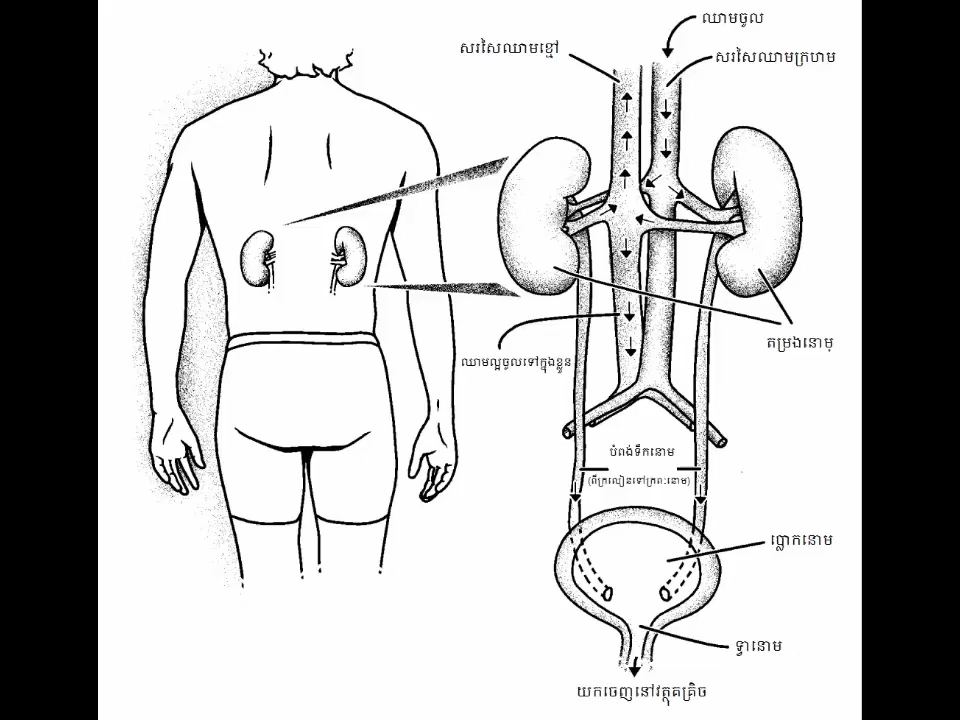 ឈាមចូល
សរសៃឈាមខ្មៅ
សរសៃឈាមក្រហាម
តម្រងនោម
ឈាមល្អចូលទៅក្នុងខ្លួន
បំពង់ទឹកនោម
(ពីក្រលៀនទៅក្រពះនោម)
ប្លោកនោម
ទ្វានោម
យកចេញនៅវត្ថុគគ្រិច